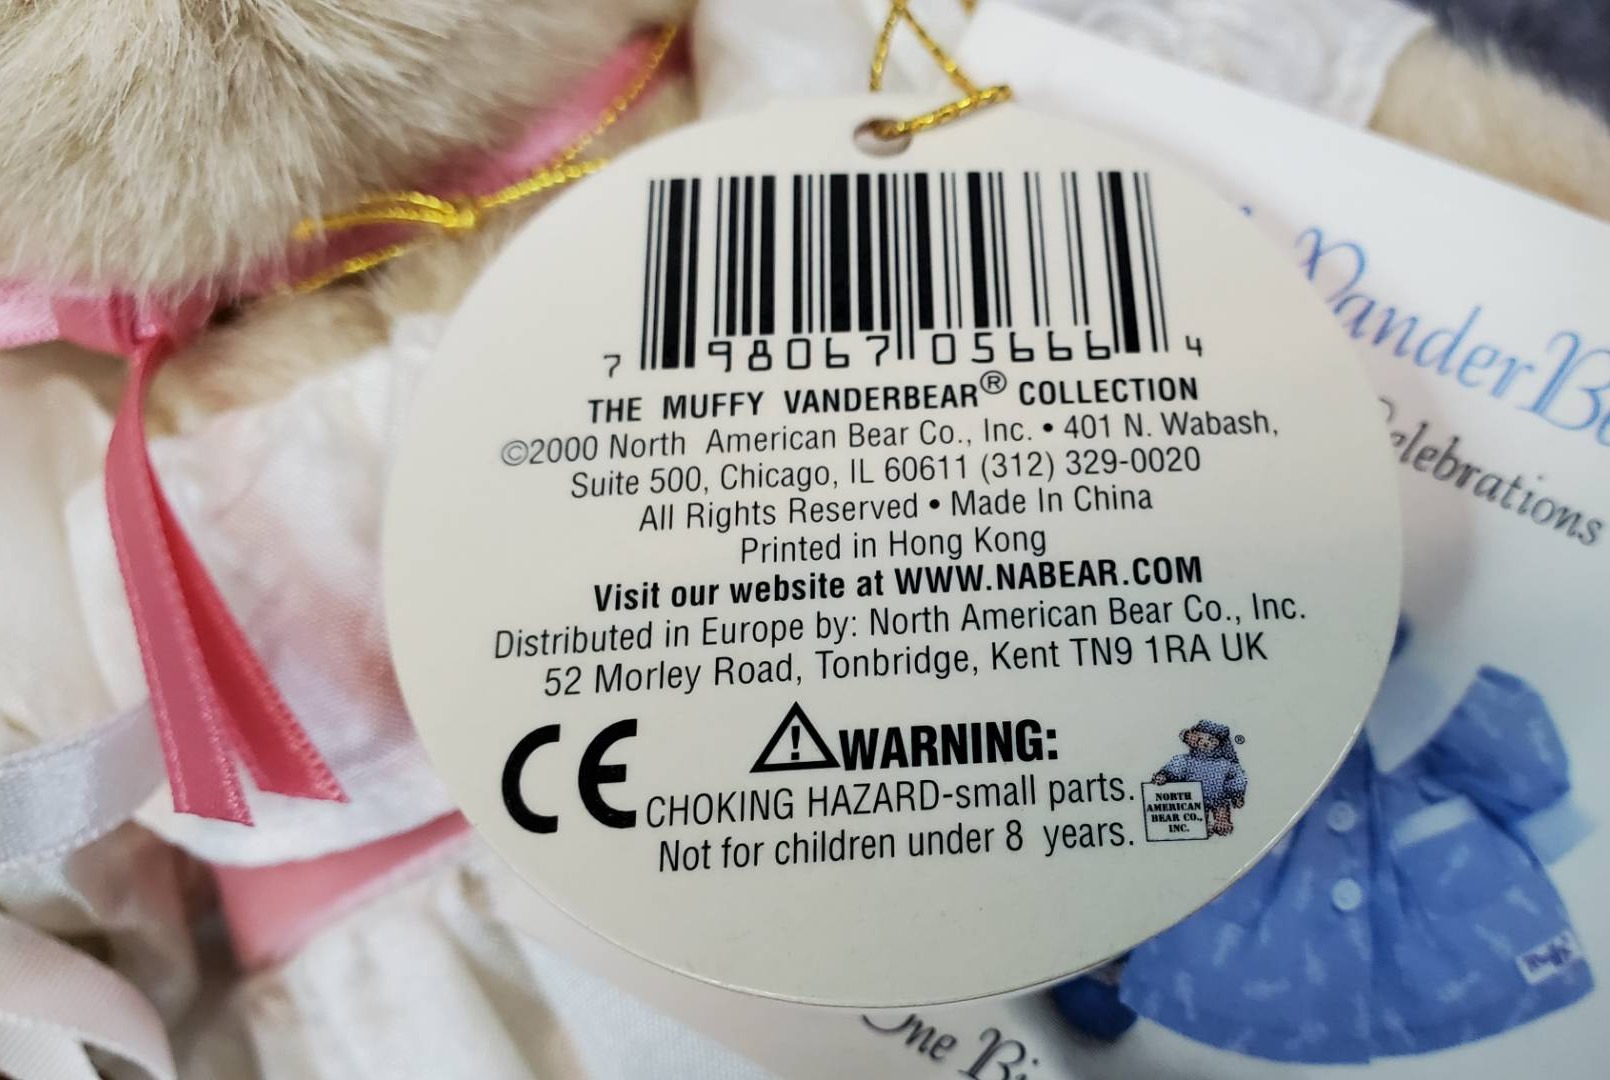 7 98067 05666 4
THE MUFFY VANDERBEAR® COLLECTION
©2000 North American Bear Co., Inc. • 401 N. Wabash,
Suite 500, Chicago, IL 60611 (312) 329-0020
All Rights Reserved • Made In China
Printed in Hong Kong
Visit our website at WWW.NABEAR.COM
Distributed in Europe by: North American Bear Co., Inc.
52 Morley Road, Tonbridge, Kent TN9 1RA UK
CE
WARNING:
CHOKING HAZARD-small parts.
Not for children under 8 years.
NORTH
AMERICAN
BEAR CO.,
INC.
®
VanderB
elebrations
Muffy